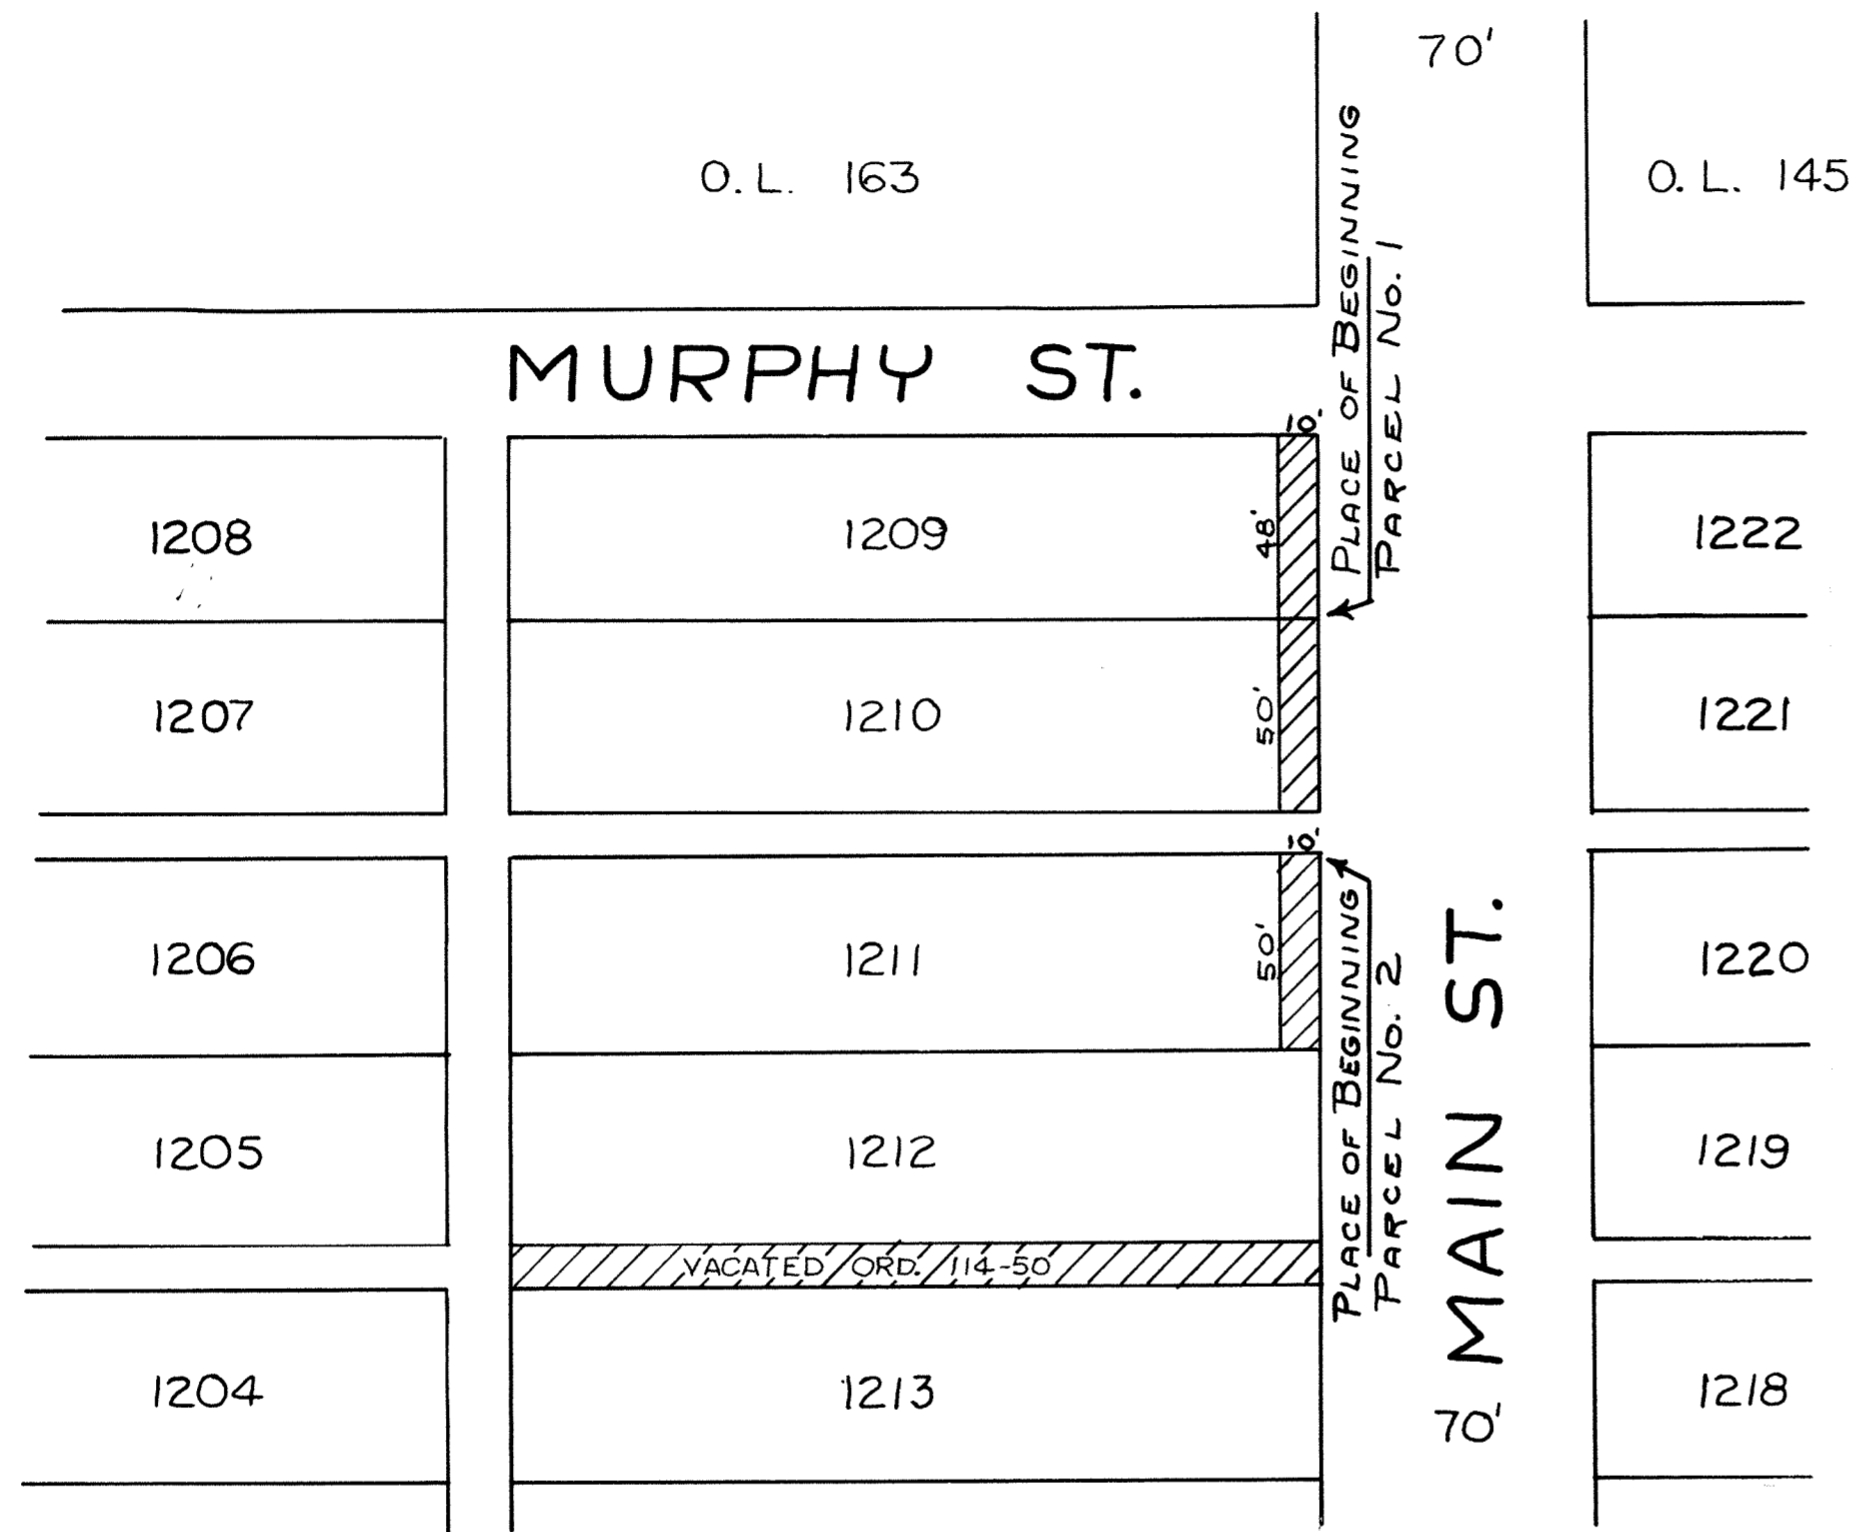 70'
O. L. 163
O. L. 145
PLACE OF BEGINNING
PARCEL No. 1
MURPHY ST.
10'
1208
1209
48'
1222
1207
1210
50'
1221
10'
1206
1211
50'
1220
PLACE OF BEGINNING
PARCEL No. 2
MAIN ST.
1205
1212
1219
VACATED ORD. 114-50
1204
1213
70'
1218